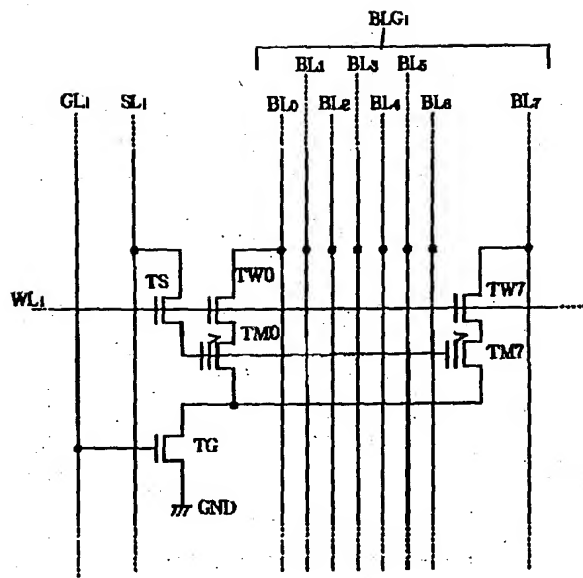 BLG1
BL1 BL3 BL5
GL1 SL1 BL0 BL2 BL4 BL6 BL7
TS TW0 TW7
WL1
TM0 TM7
TG
GND